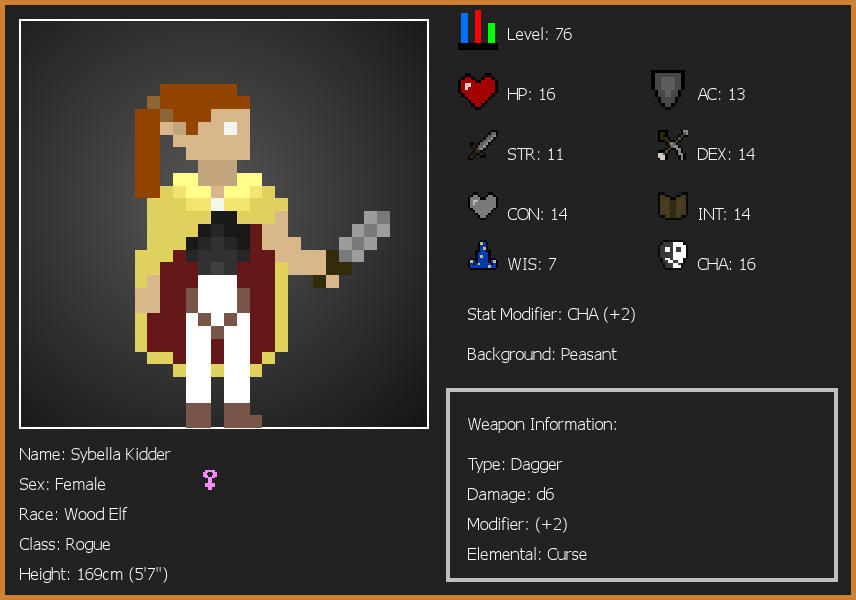 Level: 76
HP: 16
AC: 13
STR: 11
DEX: 14
CON: 14
INT: 14
WIS: 7
CHA: 16
Stat Modifier: CHA (+2)
Background: Peasant
Weapon Information:
Type: Dagger
Damage: d6
Modifier: (+2)
Elemental: Curse
Name: Sybella Kidder
Sex: Female
Race: Wood Elf
Class: Rogue
Height: 169cm (5'7")